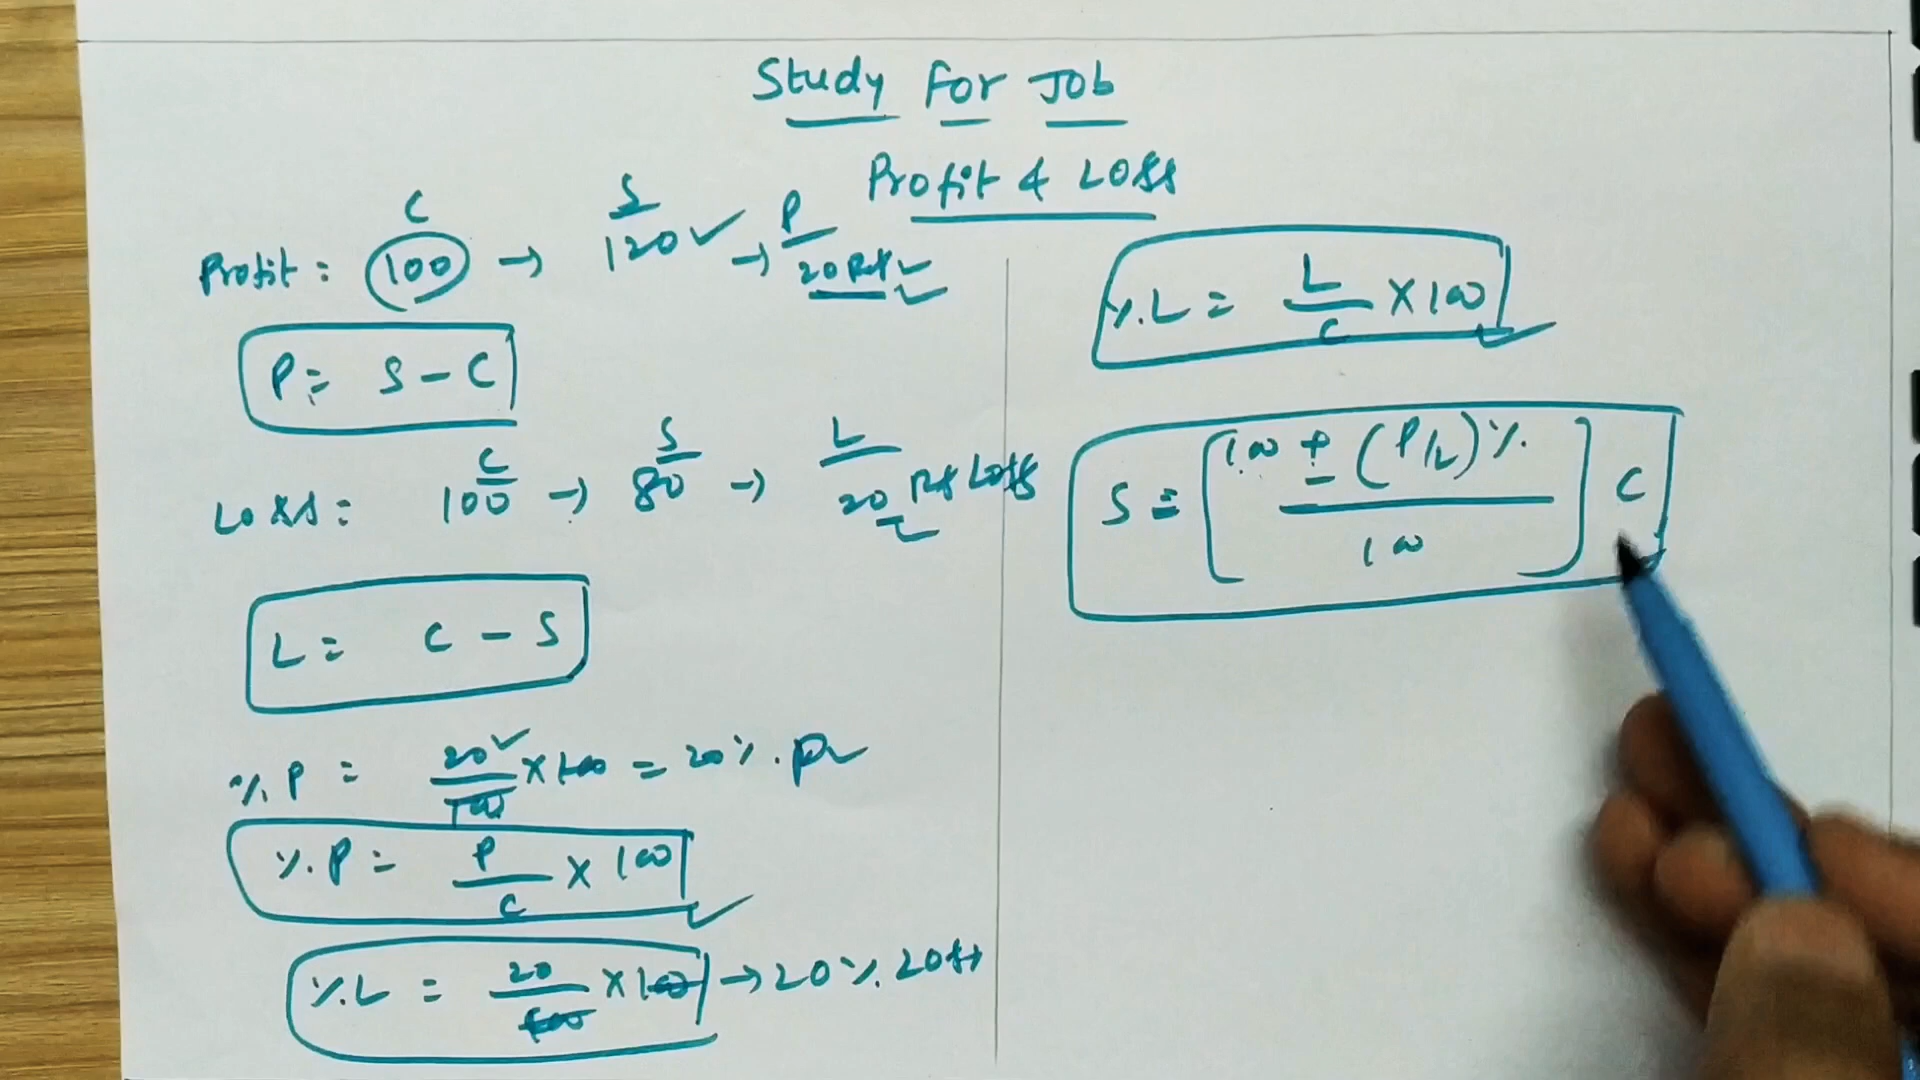 Study For Job
Profit & Loss
C S P
Profit : 100 → 120 ✓ → 20 Rs ✓
P = S - C
C S L
Loss : 100 → 80 → 20 Rs Loss
L = C - S
%P = 20/100 × 100 = 20%. P
%.P = P/C × 100
%.L = 20/100 × 100 → 20%. Loss
%.L = L/C × 100
S = [100 ± (P/L)%. / 100] C